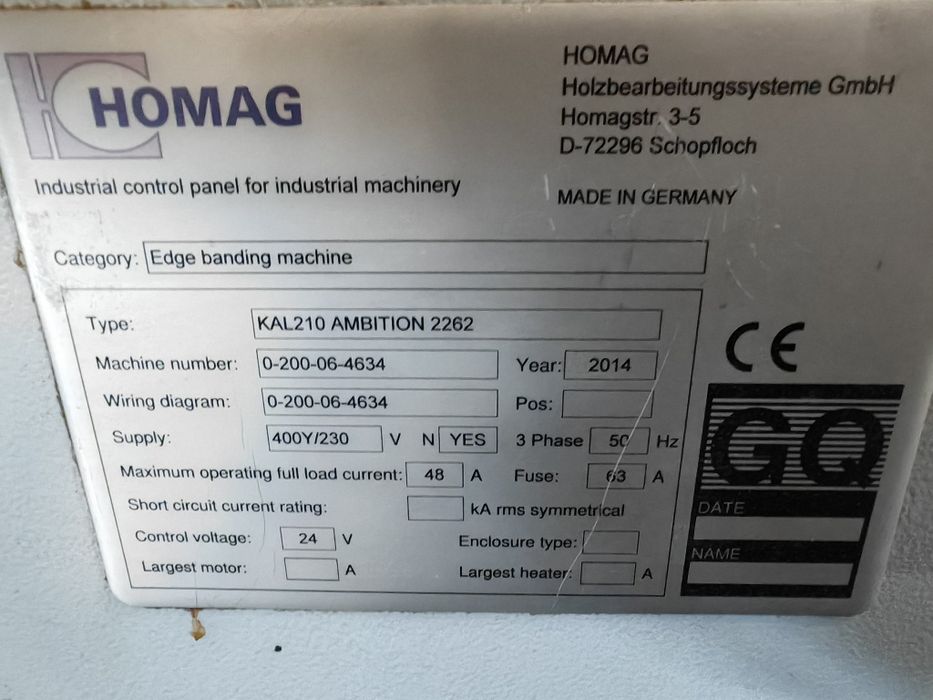 HOMAG
HOMAG
Holzbearbeitungssysteme GmbH
Homagstr. 3-5
D-72296 Schopfloch
Industrial control panel for industrial machinery
MADE IN GERMANY
Category: Edge banding machine
Type: KAL210 AMBITION 2262
Machine number: 0-200-06-4634 Year: 2014
Wiring diagram: 0-200-06-4634 Pos:
Supply: 400Y/230 V N YES 3 Phase 50 Hz
Maximum operating full load current: 48 A Fuse: 63 A
Short circuit current rating: kA rms symmetrical
Control voltage: 24 V Enclosure type:
Largest motor: A Largest heater: A
CE
GQ
DATE
NAME